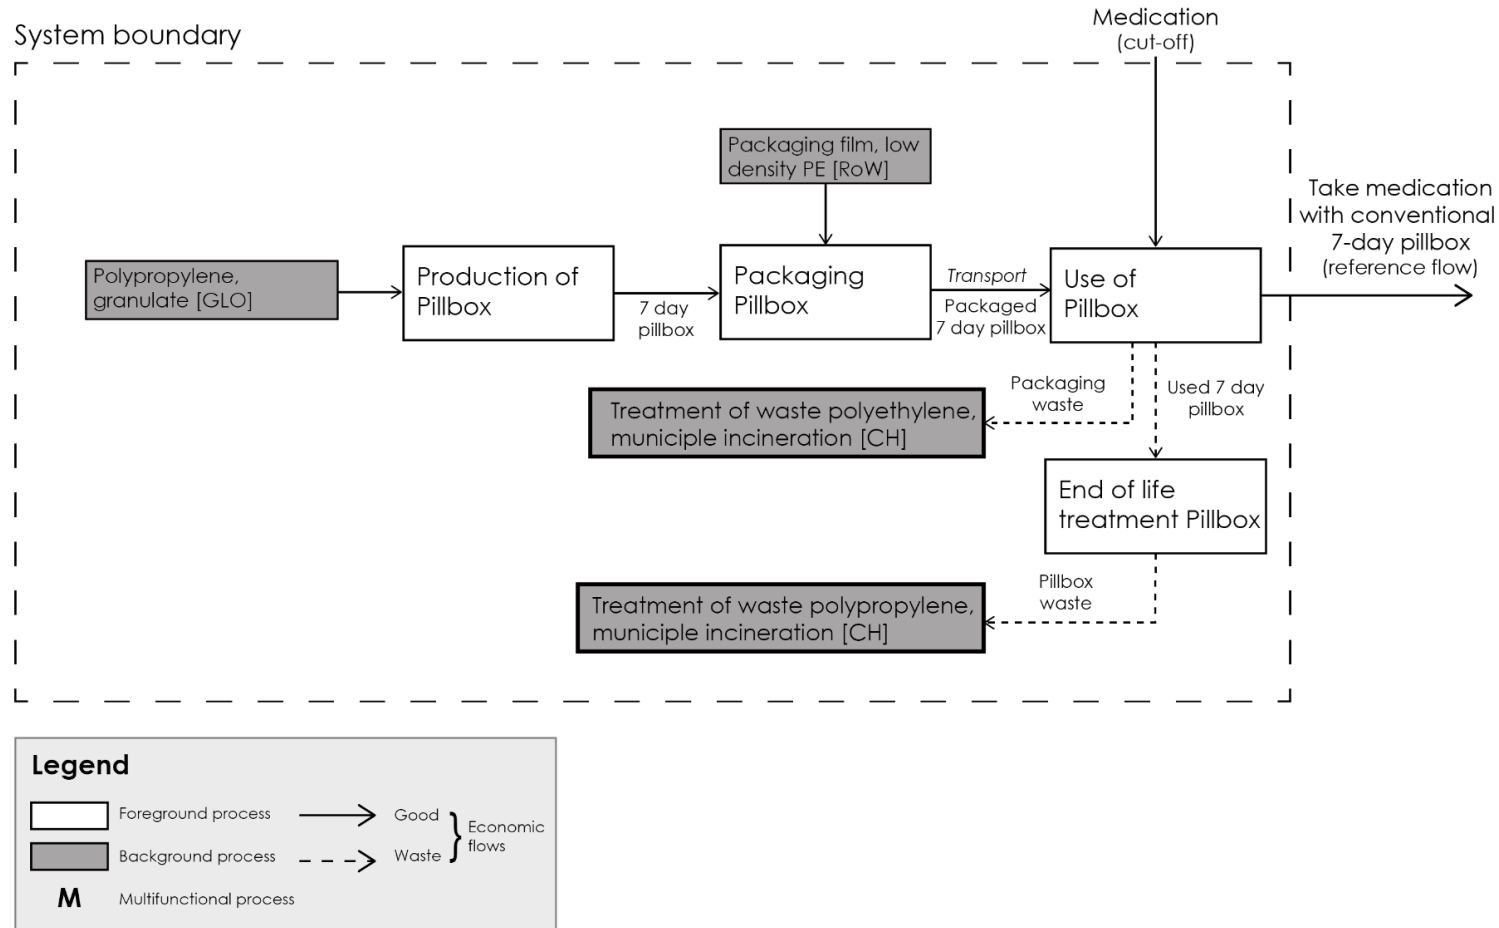 System boundary
Medication
(cut-off)
Packaging film, low
density PE [RoW]
Take medication
with conventional
7-day pillbox
(reference flow)
Polypropylene,
granulate [GLO]
Production of
Pillbox
7 day
pillbox
Packaging
Pillbox
Transport
Packaged
7 day pillbox
Use of
Pillbox
Packaging
waste
Used 7 day
pillbox
Treatment of waste polyethylene,
municiple incineration [CH]
End of life
treatment Pillbox
Pillbox
waste
Treatment of waste polypropylene,
municiple incineration [CH]
Legend
Foreground process
Good
Background process
Waste
} Economic
flows
M
Multifunctional process